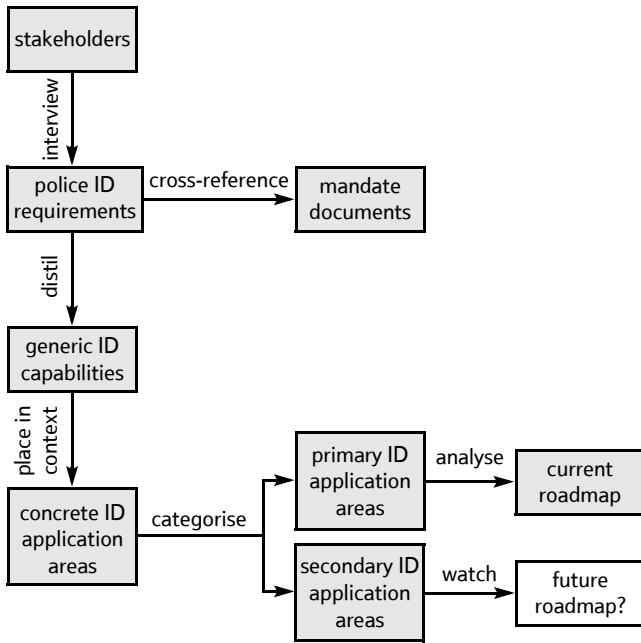 stakeholders
interview
police ID
requirements
cross-reference
mandate
documents
distil
generic ID
capabilities
place in
context
concrete ID
application
areas
categorise
primary ID
application
areas
analyse
current
roadmap
secondary ID
application
areas
watch
future
roadmap?